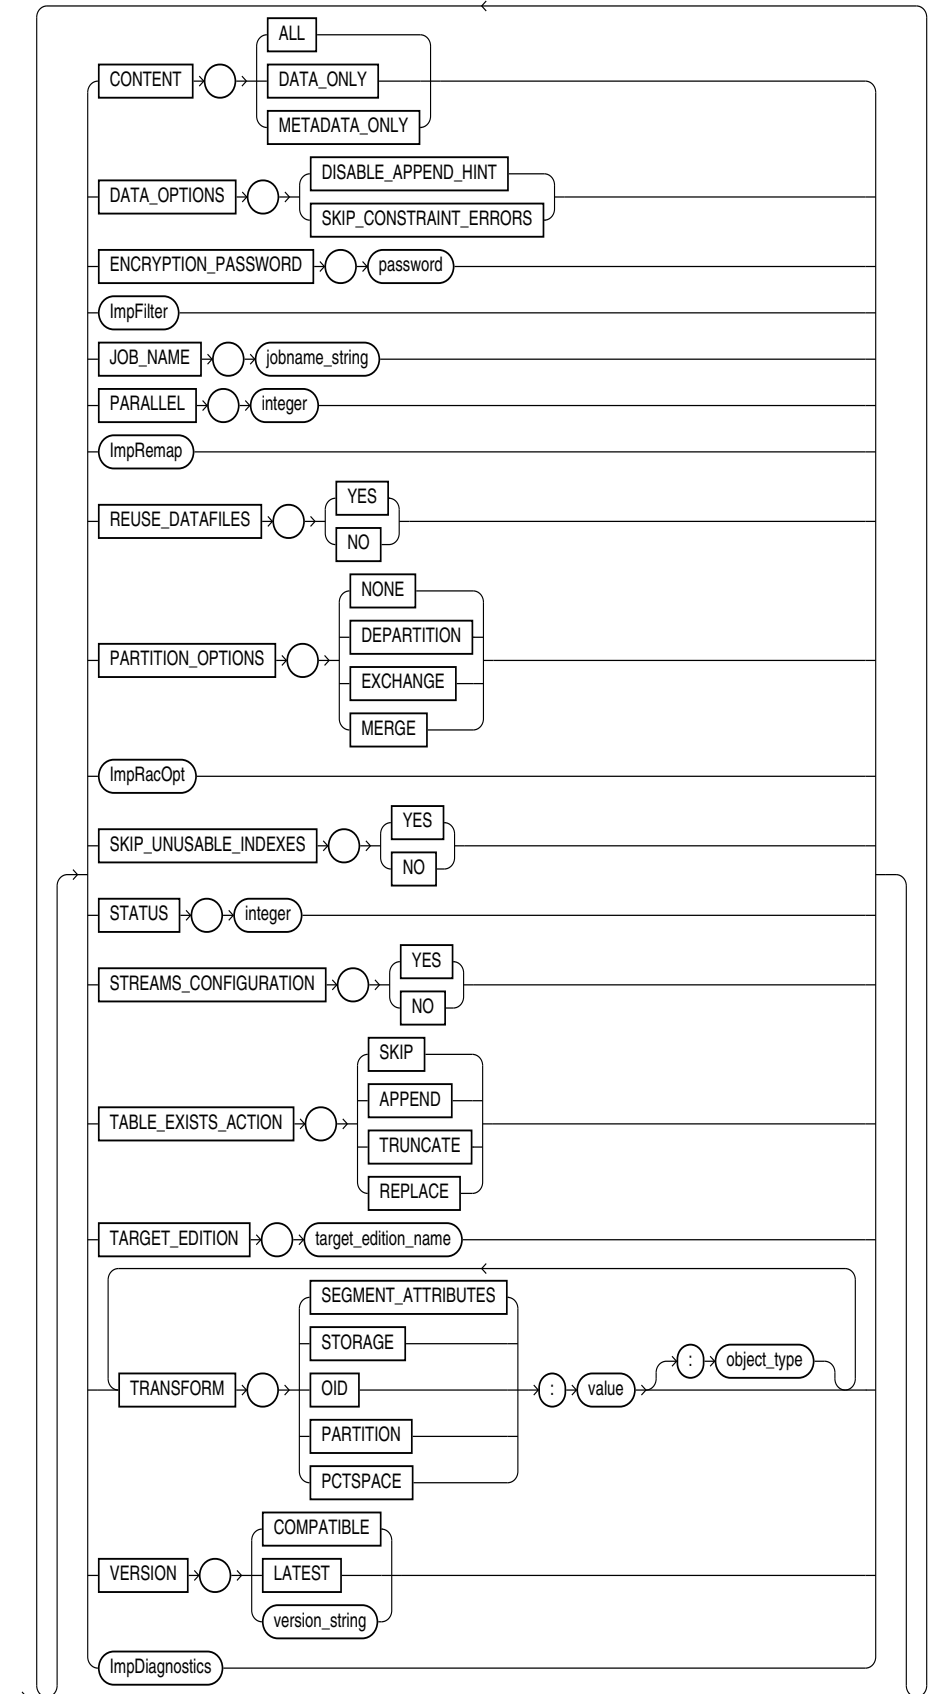 ALL
CONTENT
DATA_ONLY
METADATA_ONLY
DISABLE_APPEND_HINT
DATA_OPTIONS
SKIP_CONSTRAINT_ERRORS
ENCRYPTION_PASSWORD password
ImpFilter
JOB_NAME jobname_string
PARALLEL integer
ImpRemap
YES
REUSE_DATAFILES
NO
NONE
DEPARTITION
PARTITION_OPTIONS
EXCHANGE
MERGE
ImpRacOpt
YES
SKIP_UNUSABLE_INDEXES
NO
STATUS integer
YES
STREAMS_CONFIGURATION
NO
SKIP
APPEND
TABLE_EXISTS_ACTION
TRUNCATE
REPLACE
TARGET_EDITION target_edition_name
SEGMENT_ATTRIBUTES
STORAGE
: object_type
TRANSFORM OID : value
PARTITION
PCTSPACE
COMPATIBLE
VERSION LATEST
version_string
ImpDiagnostics